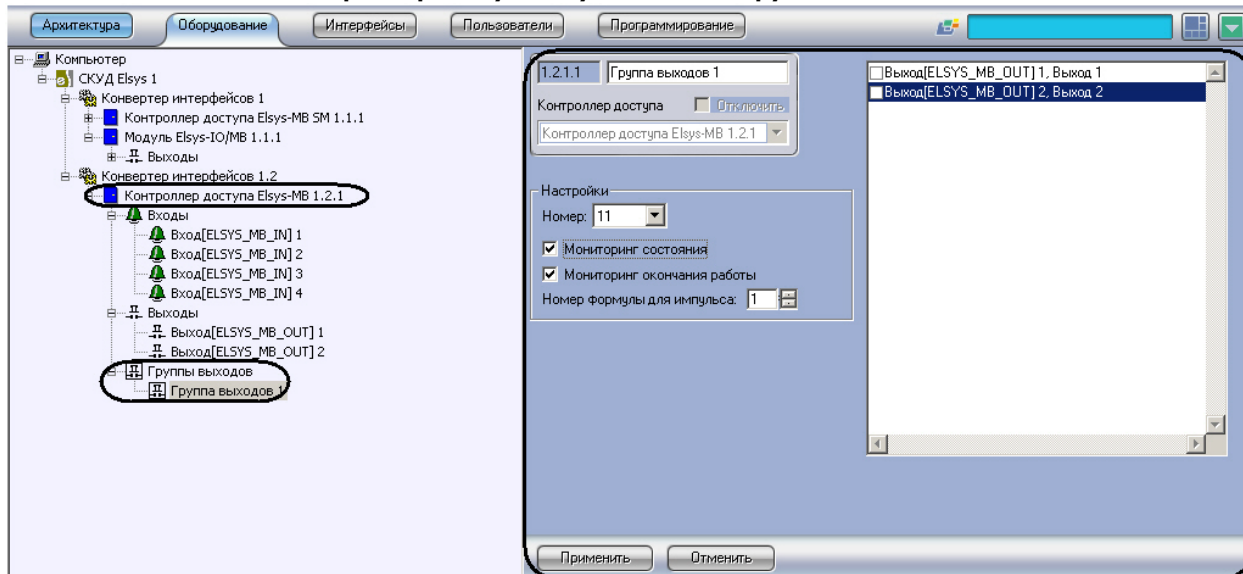 Архитектура
Оборудование
Интерфейсы
Пользователи
Программирование
Компьютер
СКУД Elsys 1
Конвертер интерфейсов 1
Контроллер доступа Elsys-MB SM 1.1.1
Модуль Elsys-IO/MB 1.1.1
Выходы
Конвертер интерфейсов 1.2
Контроллер доступа Elsys-MB 1.2.1
Входы
Вход[ELSYS_MB_IN] 1
Вход[ELSYS_MB_IN] 2
Вход[ELSYS_MB_IN] 3
Вход[ELSYS_MB_IN] 4
Выходы
Выход[ELSYS_MB_OUT] 1
Выход[ELSYS_MB_OUT] 2
Группы выходов
Группа выходов 1
1.2.1.1 Группа выходов 1
Контроллер доступа Отключить
Контроллер доступа Elsys-MB 1.2.1
Настройки
Номер: 11
Мониторинг состояния
Мониторинг окончания работы
Номер формулы для импульса: 1
Выход[ELSYS_MB_OUT] 1, Выход 1
Выход[ELSYS_MB_OUT] 2, Выход 2
Применить
Отменить